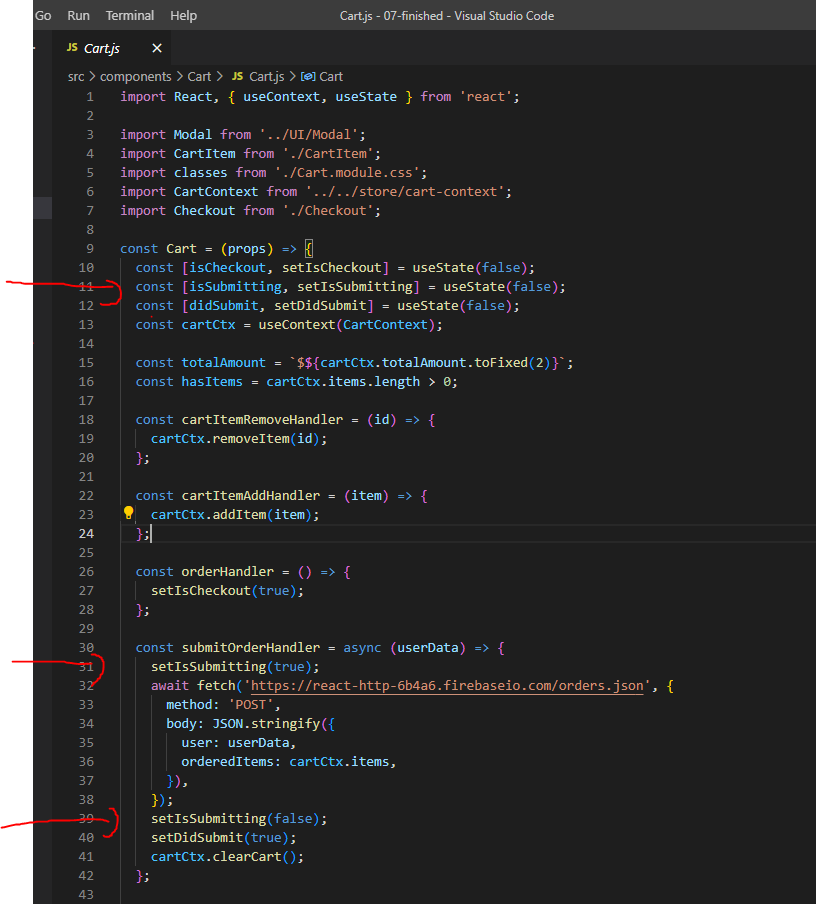 Go Run Terminal Help Cart.js - 07-finished - Visual Studio Code
JS Cart.js ×
src > components > Cart > JS Cart.js > Cart
1 import React, { useContext, useState } from 'react';
2
3 import Modal from '../UI/Modal';
4 import CartItem from './CartItem';
5 import classes from './Cart.module.css';
6 import CartContext from '../../store/cart-context';
7 import Checkout from './Checkout';
8
9 const Cart = (props) => {
10   const [isCheckout, setIsCheckout] = useState(false);
11   const [isSubmitting, setIsSubmitting] = useState(false);
12   const [didSubmit, setDidSubmit] = useState(false);
13   const cartCtx = useContext(CartContext);
14
15   const totalAmount = `$${cartCtx.totalAmount.toFixed(2)}`;
16   const hasItems = cartCtx.items.length > 0;
17
18   const cartItemRemoveHandler = (id) => {
19     cartCtx.removeItem(id);
20   };
21
22   const cartItemAddHandler = (item) => {
23     cartCtx.addItem(item);
24   };
25
26   const orderHandler = () => {
27     setIsCheckout(true);
28   };
29
30   const submitOrderHandler = async (userData) => {
31     setIsSubmitting(true);
32     await fetch('https://react-http-6b4a6.firebaseio.com/orders.json', {
33       method: 'POST',
34       body: JSON.stringify({
35         user: userData,
36         orderedItems: cartCtx.items,
37       }),
38     });
39     setIsSubmitting(false);
40     setDidSubmit(true);
41     cartCtx.clearCart();
42   };
43